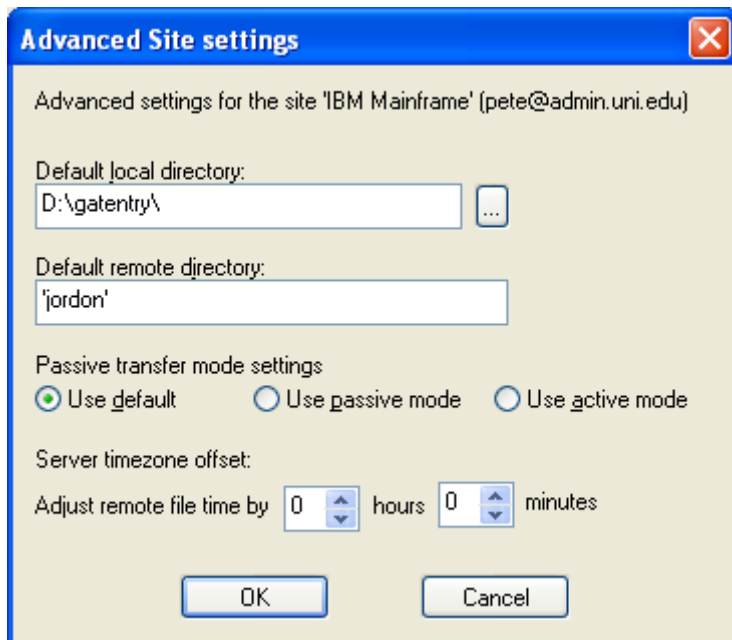 Advanced Site settings
Advanced settings for the site 'IBM Mainframe' (pete@admin.uni.edu)
Default local directory:
D:\gatentry\
...
Default remote directory:
'jordon'
Passive transfer mode settings
Use default Use passive mode Use active mode
Server timezone offset:
Adjust remote file time by 0 hours 0 minutes
OK Cancel